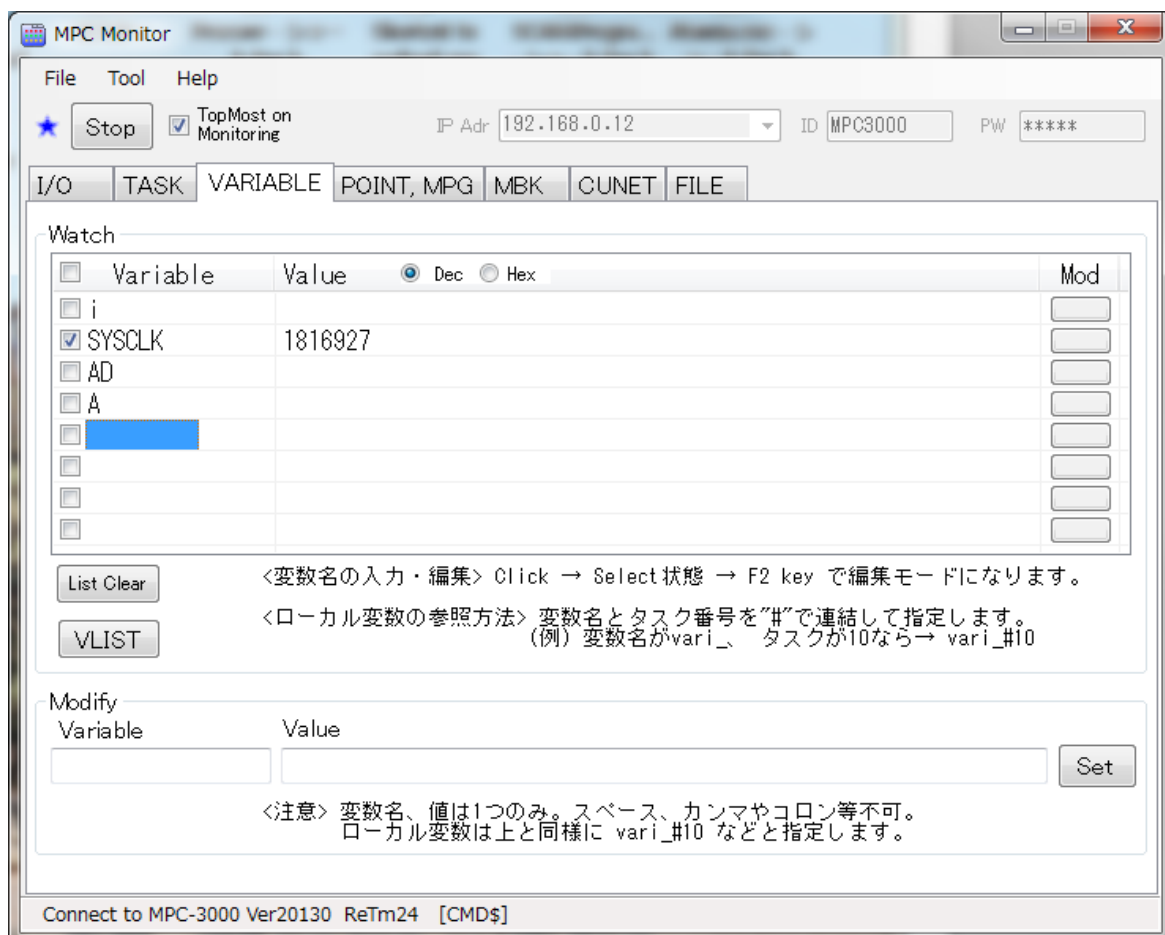 MPC Monitor
File Tool Help
Stop TopMost on Monitoring IP Adr 192.168.0.12 ID MPC3000 PW *****
I/O TASK VARIABLE POINT, MPG MBK CUNET FILE
Watch
Variable Value Dec Hex Mod
i
SYSCLK 1816927
AD
A
List Clear <変数名の入力・編集> Click → Select状態 → F2 key で編集モードになります。
<ローカル変数の参照方法> 変数名とタスク番号を"#"で連結して指定します。
VLIST (例) 変数名がvari_、 タスクが10なら→ vari_#10
Modify
Variable Value
Set
<注意> 変数名、値は1つのみ。スペース、カンマやコロン等不可。
ローカル変数は上と同様に vari_#10 などと指定します。
Connect to MPC-3000 Ver20130 ReTm24 [CMD$]